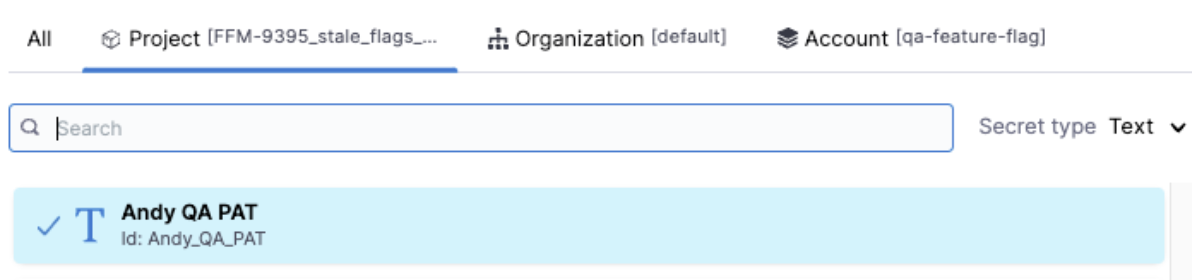 All Project [FFM-9395_stale_flags_... Organization [default] Account [qa-feature-flag]
Search Secret type Text
Andy QA PAT
Id: Andy_QA_PAT